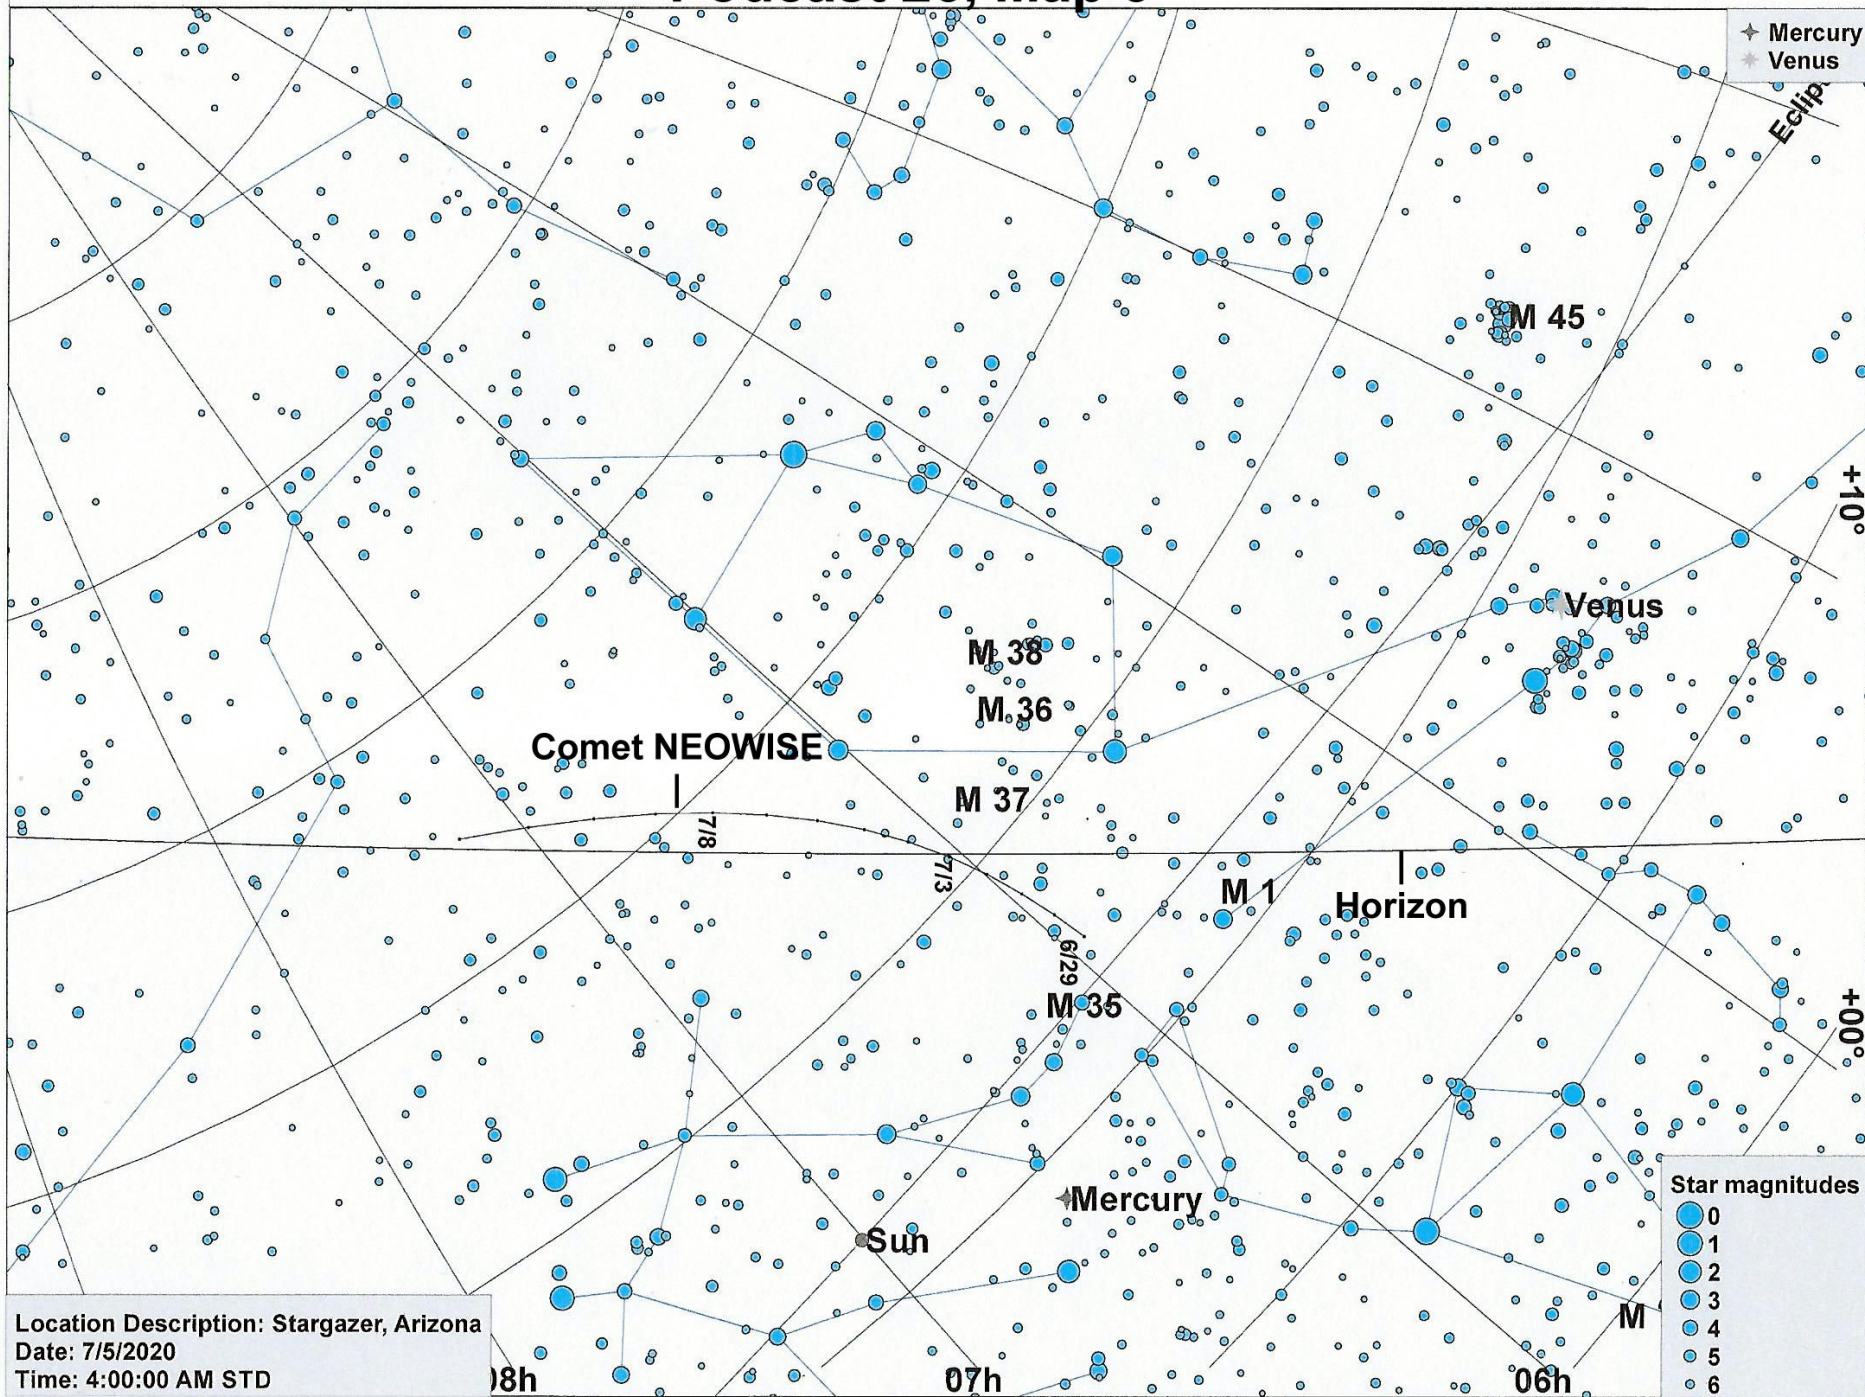 Mercury
Venus
M 45
+10°
Venus
M 38
M 36
Comet NEOWISE
M 37
7/8
7/3
M 1
Horizon
6/29
M 35
+00°
Mercury
Sun
Star magnitudes
0
1
2
3
4
5
6
M
Location Description: Stargazer, Arizona
Date: 7/5/2020
Time: 4:00:00 AM STD
08h
07h
06h